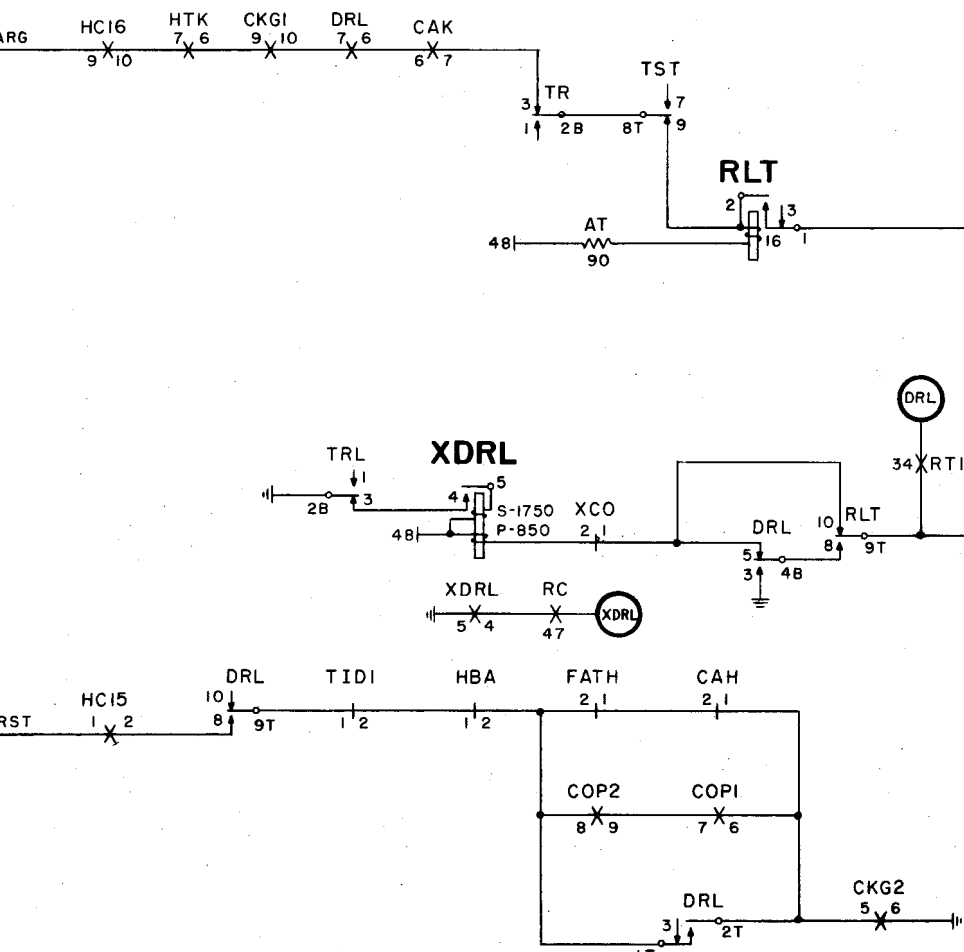 ARG
HC16 HTK CKG1 DRL CAK
7 6 9 10 7 6
9 10 6 7
TST
TR
3 7
1 2B 8T 9
RLT
2 3
AT 16 1
48
90
DRL
34 RT1
TRL XDRL
1 5
3 4 S-1750 XCO
2B 48 P-850 2 1
DRL 10 RLT
5 8 9T
3 4B
XDRL RC
5 4 47 XDRL
DRL TID1 HBA FATH CAH
HC15 10 2 1 2 1
RST 1 2 8 9T 1 2 1 2
COP2 COP1
8 9 7 6
DRL CKG2
3 2T 5 6